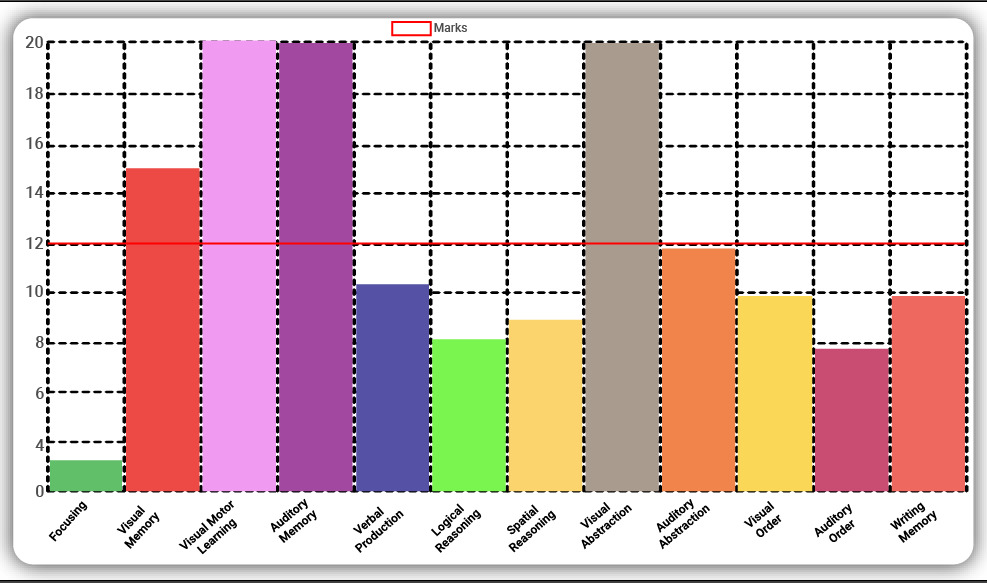 Marks
20
18
16
14
12
10
8
6
4
0
Focusing
Visual
Memory
Visual Motor
Learning
Auditory
Memory
Verbal
Production
Logical
Reasoning
Spatial
Reasoning
Visual
Abstraction
Auditory
Abstraction
Visual
Order
Auditory
Order
Writing
Memory